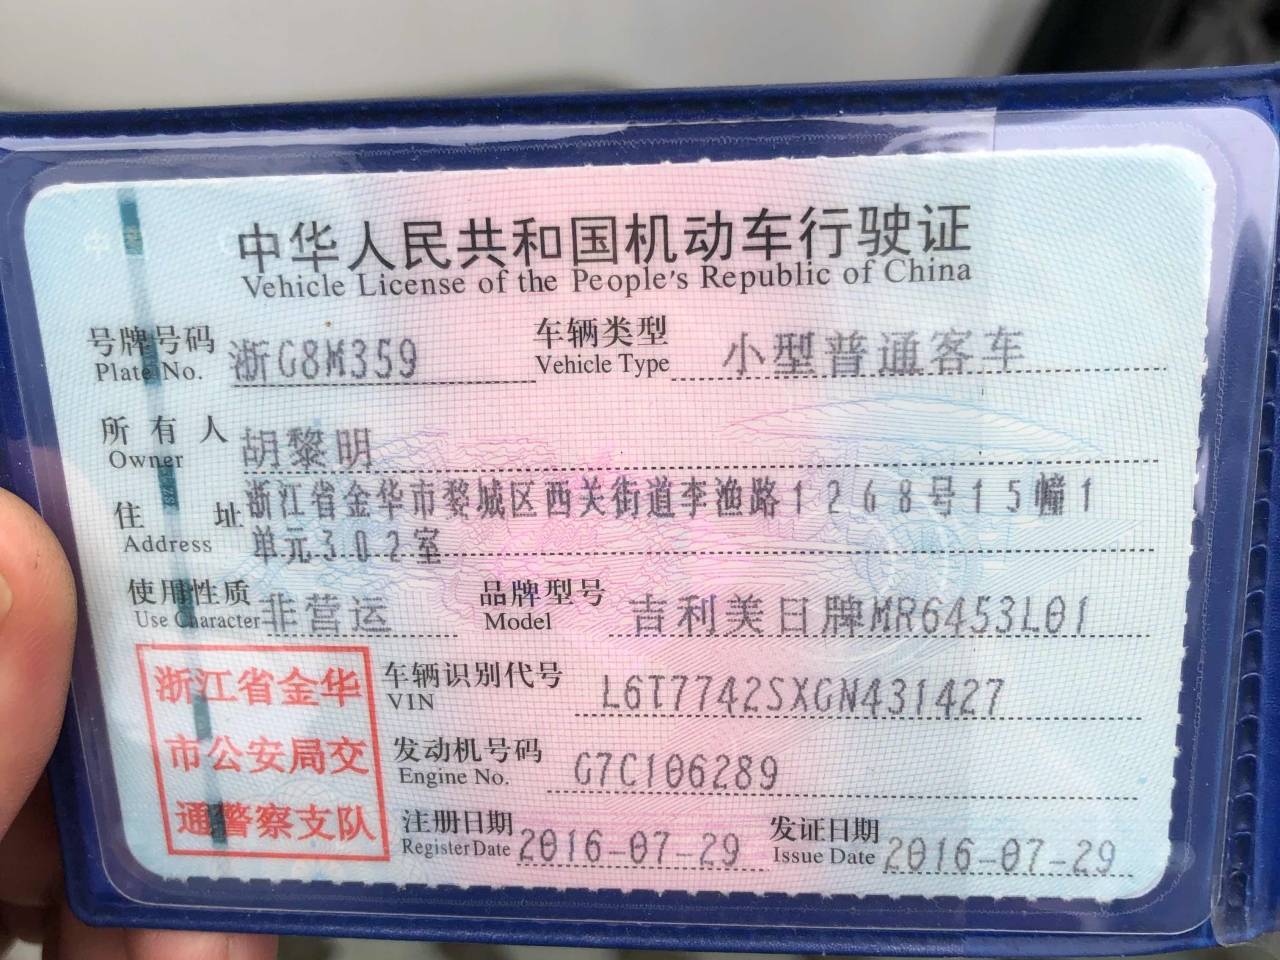 中华人民共和国机动车行驶证
Vehicle License of the People's Republic of China
号牌号码 浙G8M359 车辆类型 小型普通客车
Plate No. Vehicle Type
所有人 胡黎明
Owner
住址 浙江省金华市婺城区西关街道李渔路1268号15幢1
Address 单元302室
使用性质 非营运 品牌型号 吉利美日牌MR6453L01
Use Character Model
车辆识别代号 L6T7742SXGN431427
VIN
发动机号码 G7C106289
Engine No.
注册日期 2016-07-29 发证日期 2016-07-29
Register Date Issue Date
浙江省金华
市公安局交
通警察支队